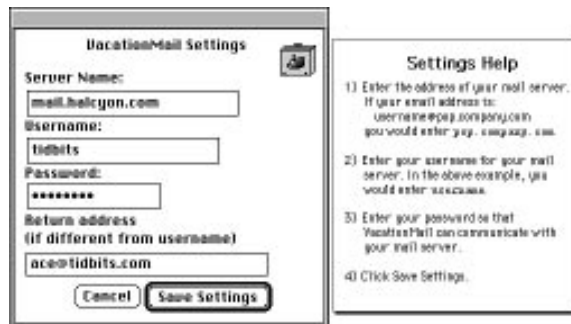 VacationMail Settings
Server Name:
mail.halcyon.com
Username:
tidbits
Password:
••••••••
Return address
(if different from username)
ace@tidbits.com
Cancel
Save Settings
Settings Help
1) Enter the address of your mail server.
If your email address is:
username@pop.company.com
you would enter pop.company.com
2) Enter your username for your mail
server. In the above example, you
would enter username.
3) Enter your password so that
VacationMail can communicate with
your mail server.
4) Click Save Settings.